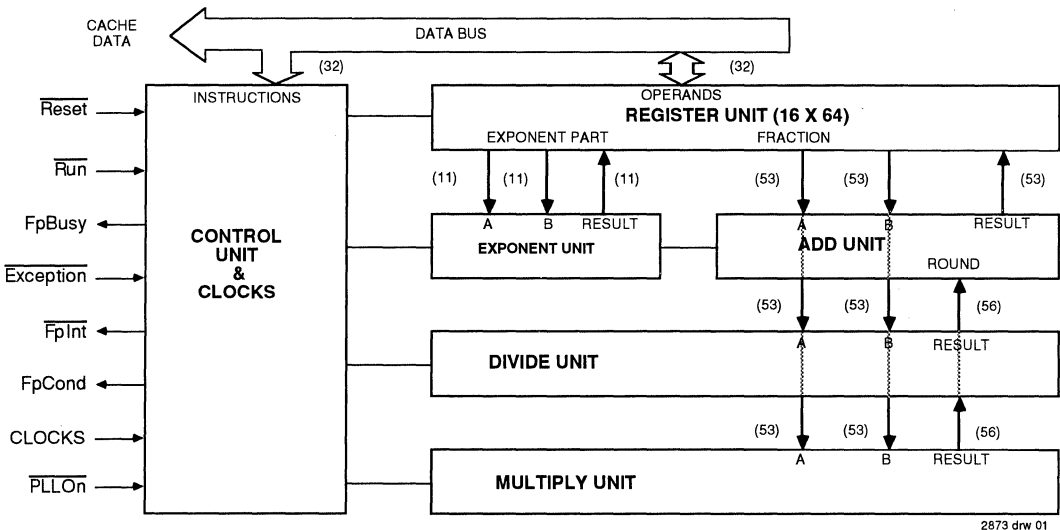 CACHE
DATA
DATA BUS
(32)
(32)
INSTRUCTIONS
OPERANDS
REGISTER UNIT (16 X 64)
EXPONENT PART
FRACTION
Reset
Run
FpBusy
Exception
FpInt
FpCond
CLOCKS
PLLOn
CONTROL
UNIT
&
CLOCKS
(11)
(11)
(11)
(53)
(53)
(53)
A
B
RESULT
EXPONENT UNIT
A
B
RESULT
ADD UNIT
ROUND
(53)
(53)
(56)
A
B
RESULT
DIVIDE UNIT
(53)
(53)
(56)
A
B
RESULT
MULTIPLY UNIT
2873 drw 01